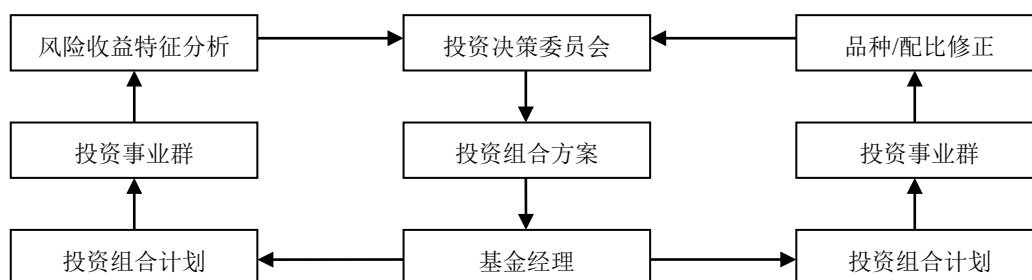 风险收益特征分析
投资决策委员会
品种/配比修正
投资事业群
投资组合方案
投资事业群
投资组合计划
基金经理
投资组合计划